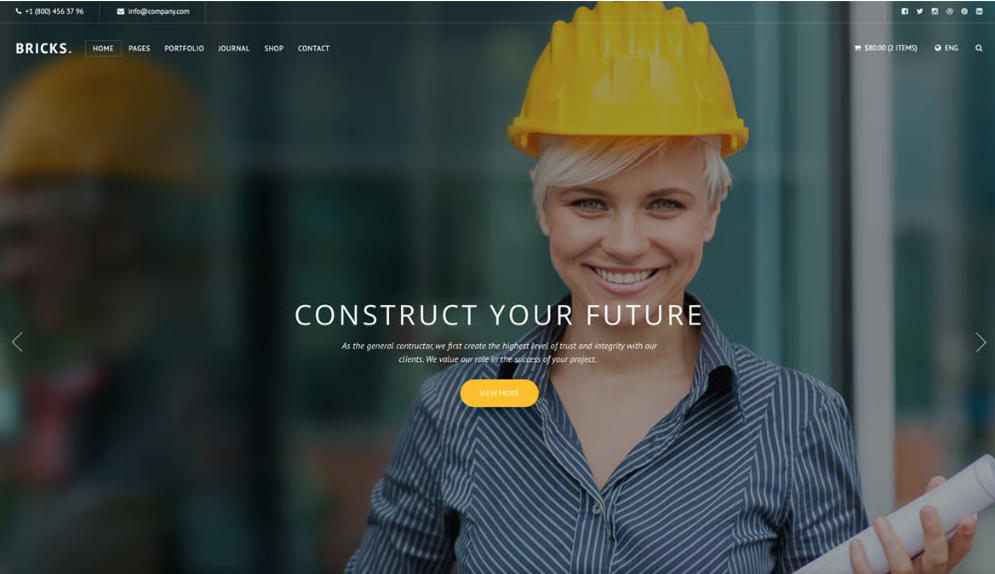 +1 (800) 456 37 96 info@company.com
BRICKS. HOME PAGES PORTFOLIO JOURNAL SHOP CONTACT $80.00 (2 ITEMS) ENG
CONSTRUCT YOUR FUTURE
As the general contructor, we first create the highest level of trust and integrity with our
clients. We value our role in the success of your project.
VIEW MORE